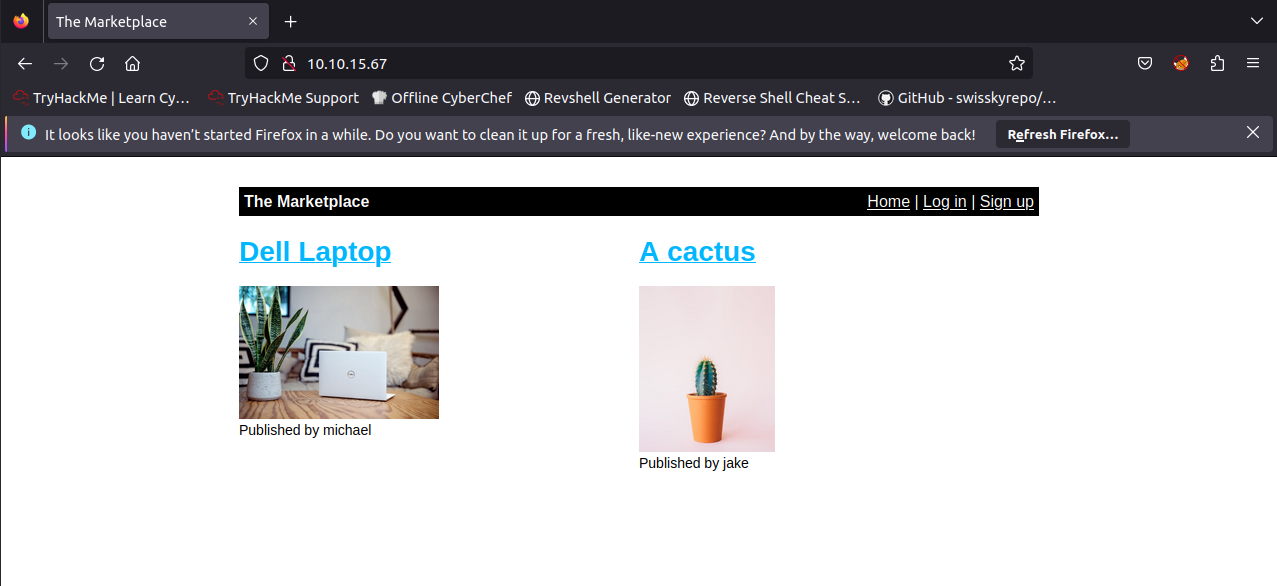 The Marketplace
10.10.15.67
TryHackMe | Learn Cy… TryHackMe Support Offline CyberChef Revshell Generator Reverse Shell Cheat S… GitHub - swisskyrepo/…
It looks like you haven’t started Firefox in a while. Do you want to clean it up for a fresh, like-new experience? And by the way, welcome back! Refresh Firefox…
The Marketplace Home | Log in | Sign up
Dell Laptop A cactus
Published by michael
Published by jake